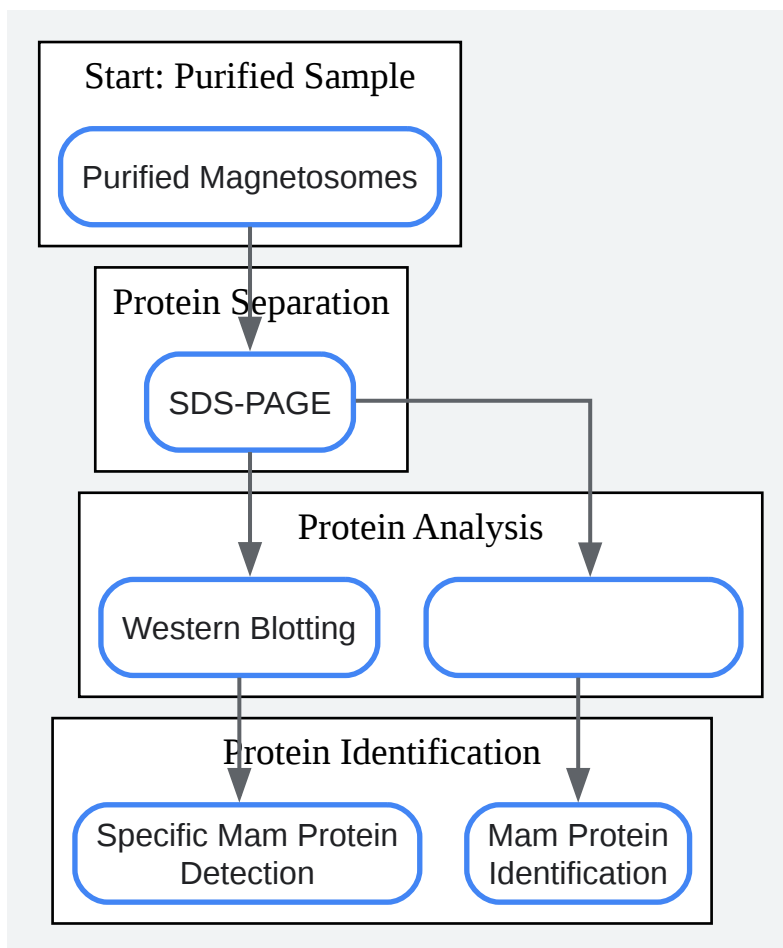 Start: Purified Sample
Purified Magnetosomes
Protein Separation
SDS-PAGE
Protein Analysis
Western Blotting
Protein Identification
Specific Mam Protein
Detection
Mam Protein
Identification